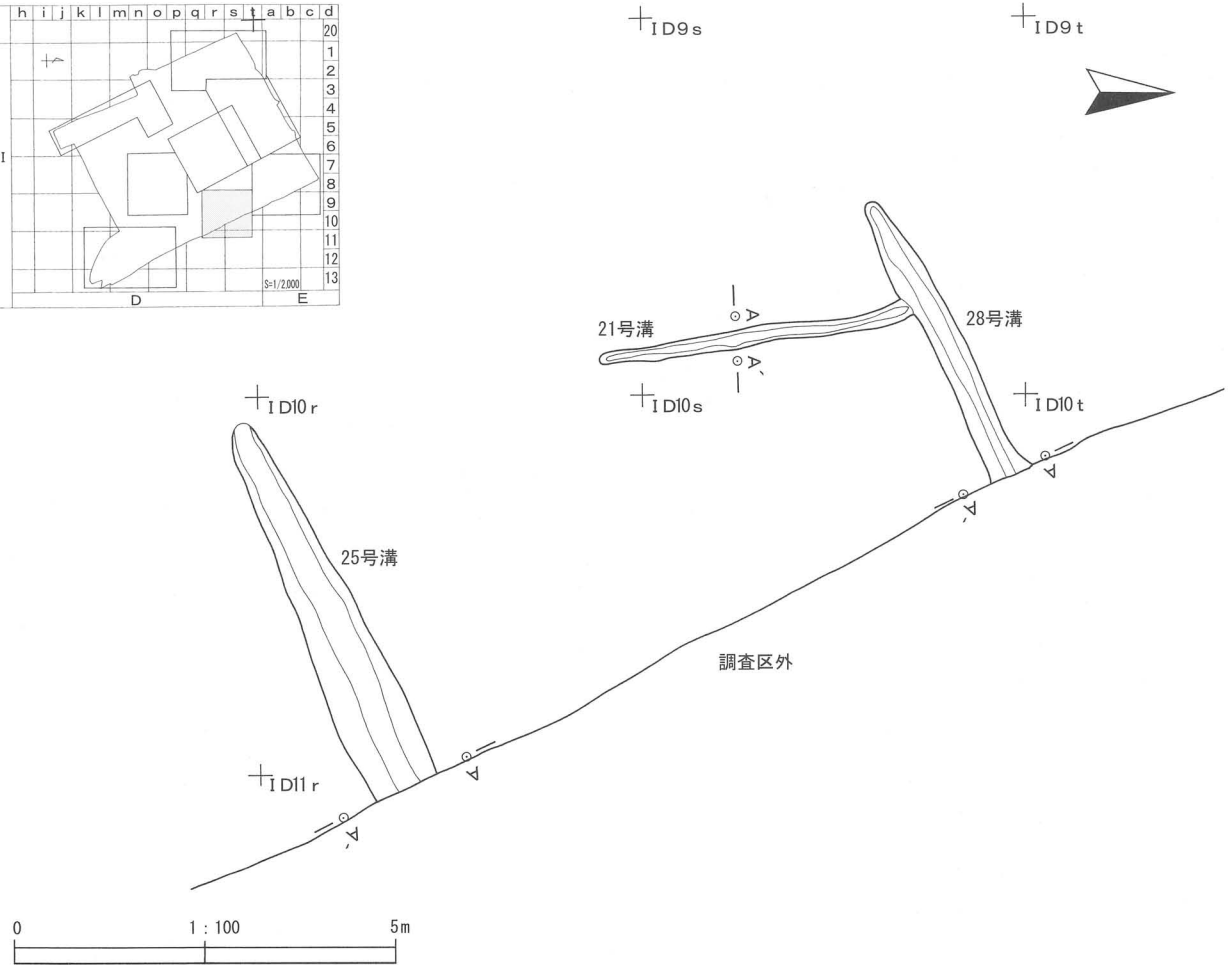 h i j k l m n o p q r s t a b c d
20
1
2
3
4
5
6
7
8
9
10
11
12
13
I
S=1/2,000
D E
ID9s
ID9t
21号溝
A
A'
28号溝
ID10r
ID10s
ID10t
A
A'
25号溝
調査区外
ID11r
A
A'
0 1：100 5m